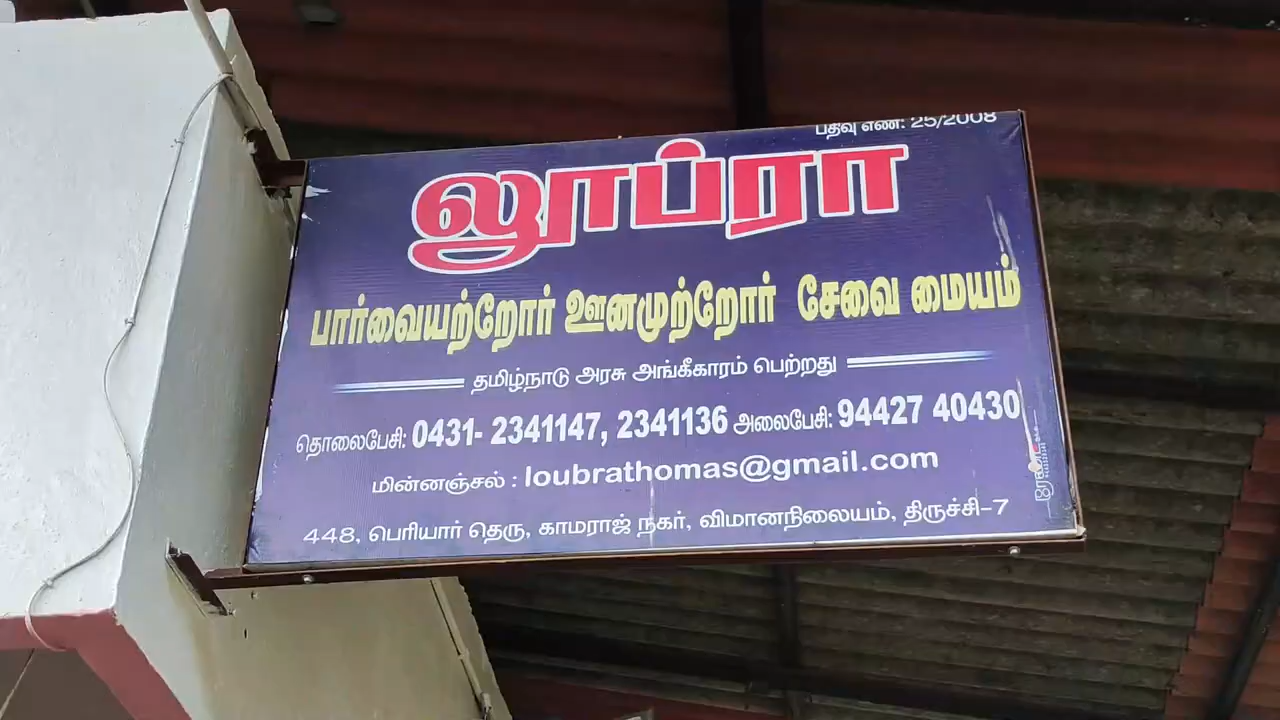 பதிவு எண்: 25/2008
லூப்ரா
பார்வையற்றோர் ஊனமுற்றோர் சேவை மையம்
தமிழ்நாடு அரசு அங்கீகாரம் பெற்றது
தொலைபேசி: 0431- 2341147, 2341136 அலைபேசி: 94427 40430
மின்னஞ்சல் : loubrathomas@gmail.com
448, பெரியார் தெரு, காமராஜ் நகர், விமானநிலையம், திருச்சி-7